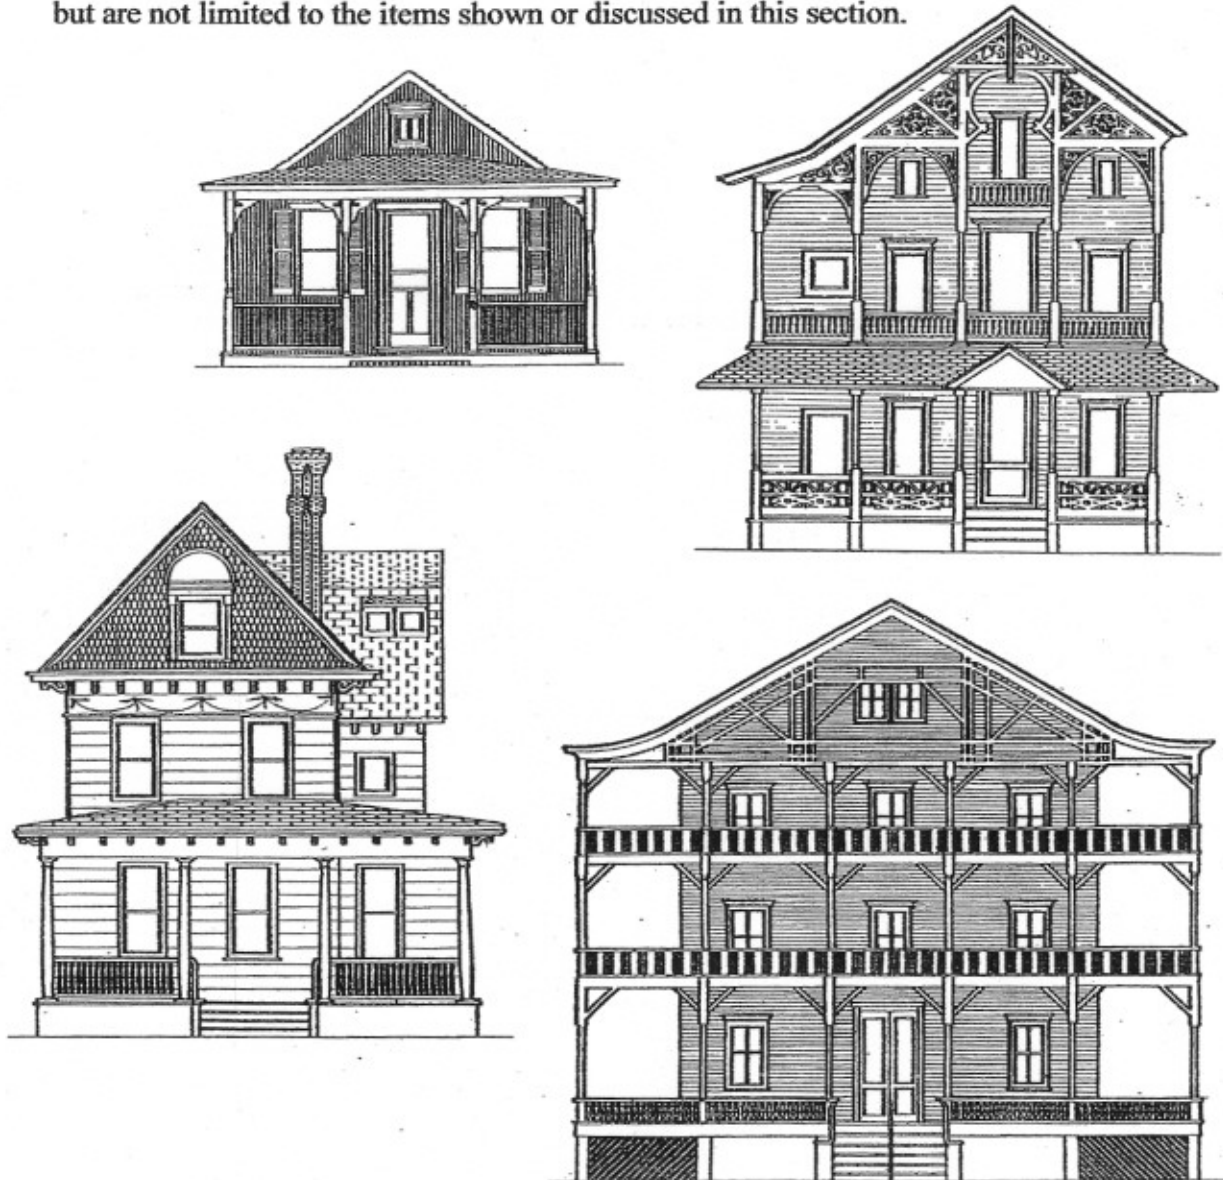 but are not limited to the items shown or discussed in this section.